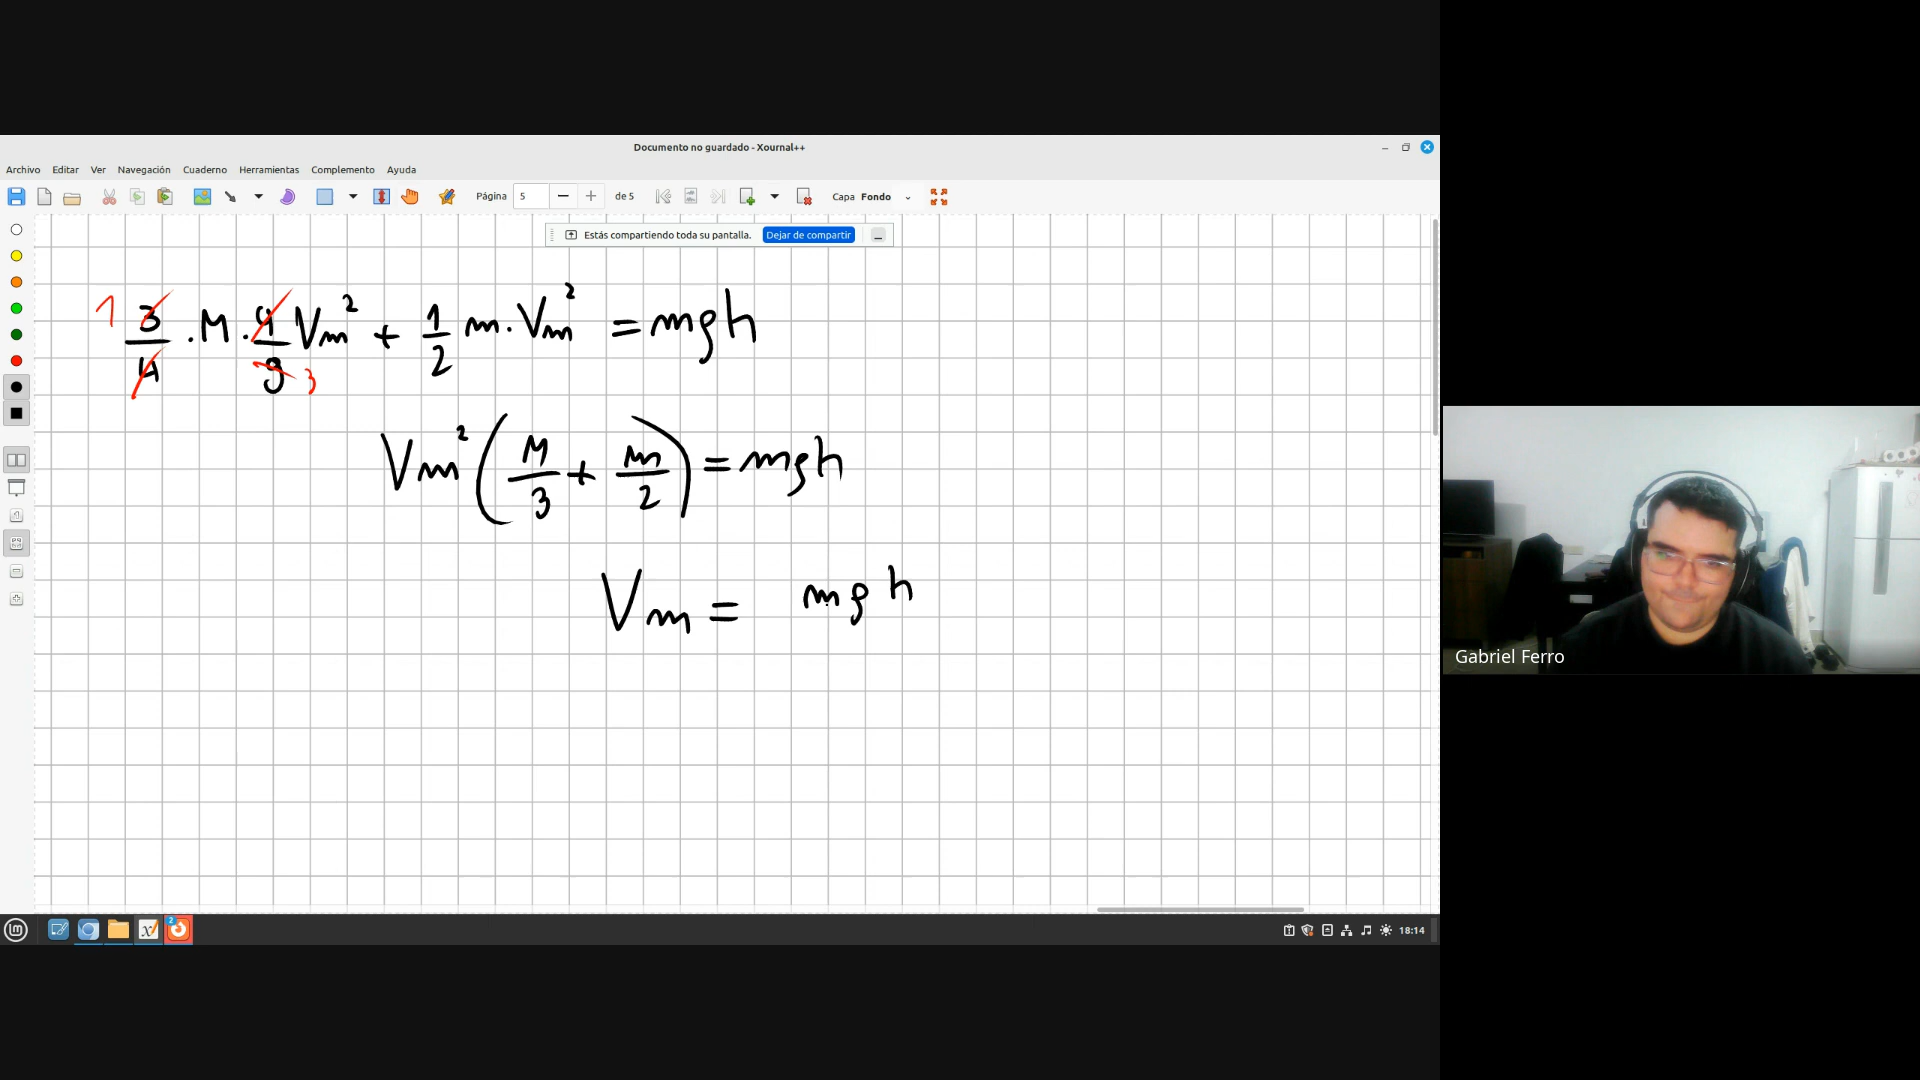 Documento no guardado - Xournal++
Archivo Editar Ver Navegación Cuaderno Herramientas Complemento Ayuda
Página 5 de 5 Capa Fondo
Estás compartiendo toda su pantalla. Dejar de compartir
1 3/4 . M . 4/9 Vm² + 1/2 m . Vm² = mgh
3
Vm² ( M/3 + m/2 ) = mgh
Vm = mgh
Gabriel Ferro
2
18:14